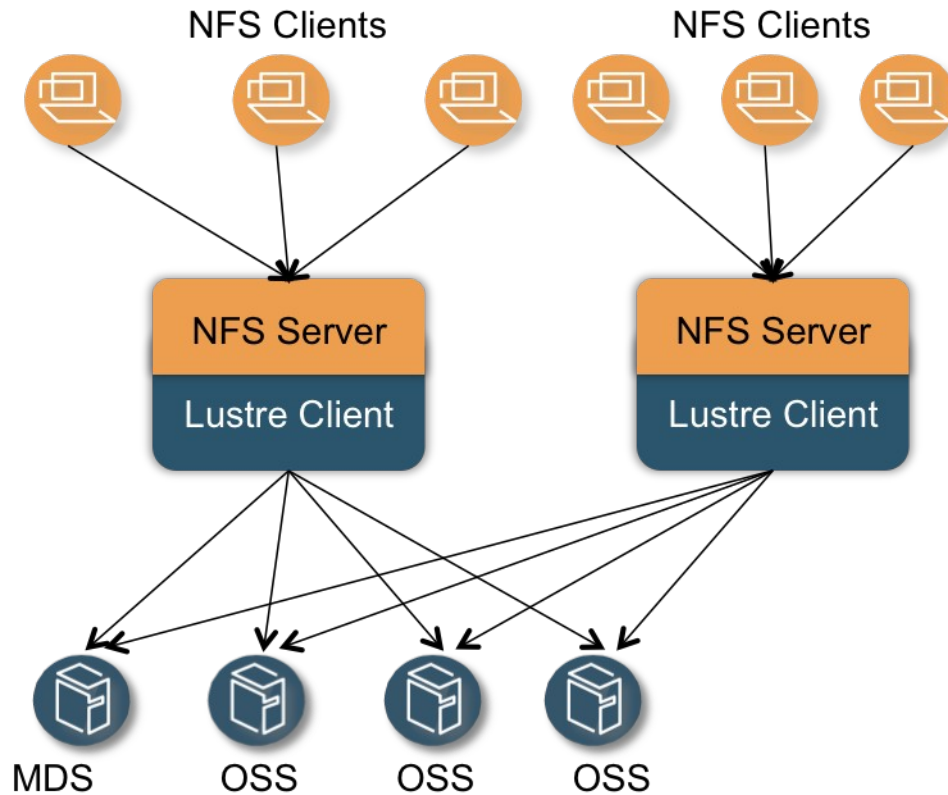 NFS Clients
NFS Clients
NFS Server
NFS Server
Lustre Client
Lustre Client
MDS
OSS
OSS
OSS